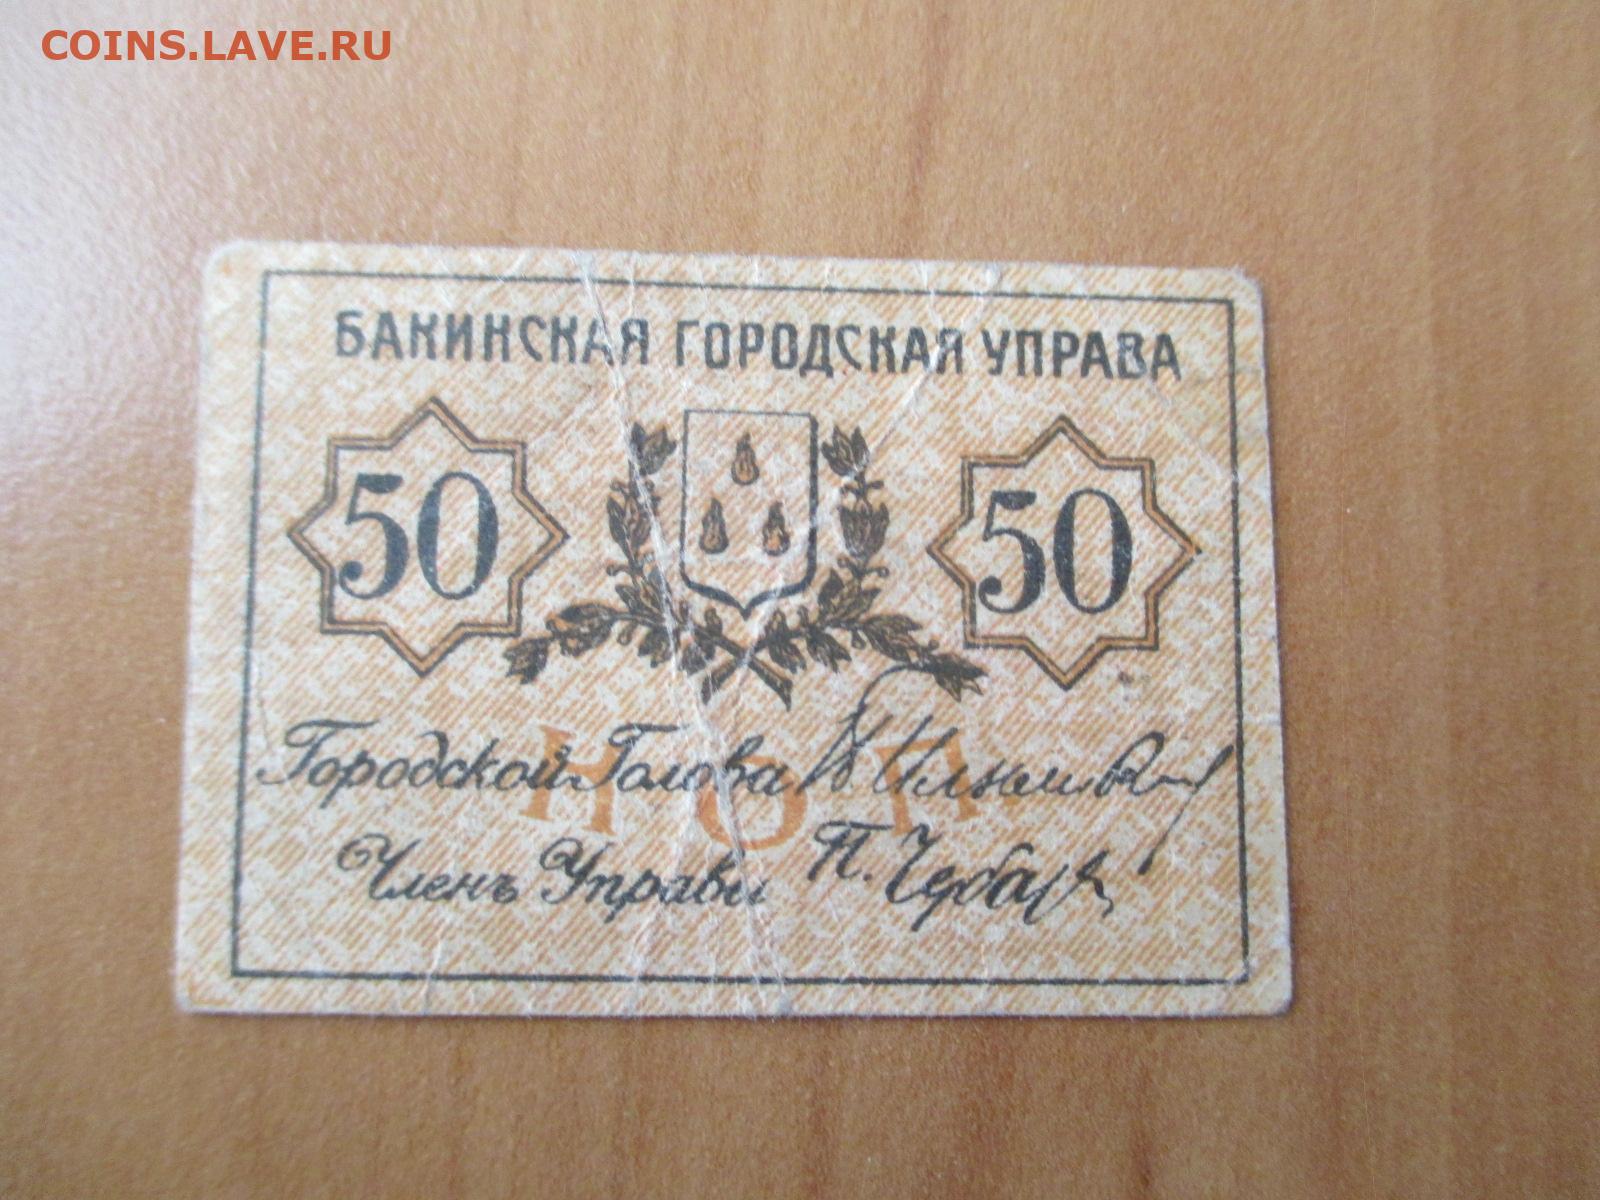 COINS.LAVE.RU
БАКИНСКАЯ ГОРОДСКАЯ УПРАВА
50 50
КОП.
Городской Голова
Членъ Управы П.